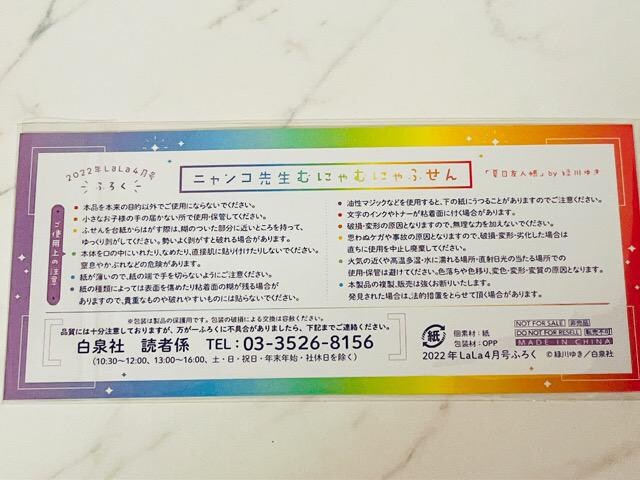 2022年LaLa4月号
ふろく
ニャンコ先生むにゃむにゃふせん
「夏目友人帳」by 緑川ゆき
ご使用上の注意
●本品を本来の目的以外でご使用にならないでください。
●小さなお子様の手の届かない所で使用・保管してください。
●ふせんを台紙からはがす際は、糊のついた部分に近いところを持って、
ゆっくり剥がしてください。勢いよく剥がすと破れる場合があります。
●本体を口の中にいれたり、なめたり、直接肌に貼り付けたりしないでください。
窒息やかぶれなどの危険があります。
●紙が薄いので、紙の端で手を切らないようにご注意ください。
●紙の種類によっては表面を傷めたり粘着面の糊が残る場合が
ありますので、貴重なものや破れやすいものには貼らないでください。
●油性マジックなどを使用すると、下の紙にうつることがありますのでご注意ください。
●文字のインクやトナーが粘着面に付く場合があります。
●破損・変形の原因となりますので、無理な力を加えないでください。
●思わぬケガや事故の原因となりますので、破損・変形・劣化した場合は
直ちに使用を中止し廃棄してください。
●火気の近くや高温多湿・水に濡れる場所・直射日光の当たる場所での
使用・保管は避けてください。色落ちや色移り、変色・変形・変質の原因となります。
●本製品の複製、販売は強くお断りいたします。
発見された場合は、法的措置をとらせて頂く場合があります。
※包装は製品の保護用です。包装の破損による交換は容赦ください。
品質には十分注意しておりますが、万が一ふろくに不具合がありましたら、下記までご連絡ください。
白泉社 読者係 TEL：03-3526-8156
(10:30～12:00、13:00～16:00、土・日・祝日・年末年始・社休日を除く)
紙
個素材：紙
包装材：OPP
NOT FOR SALE 非売品
DO NOT RESELL 転売不可
MADE IN CHINA
2022年LaLa4月号ふろく ©緑川ゆき／白泉社